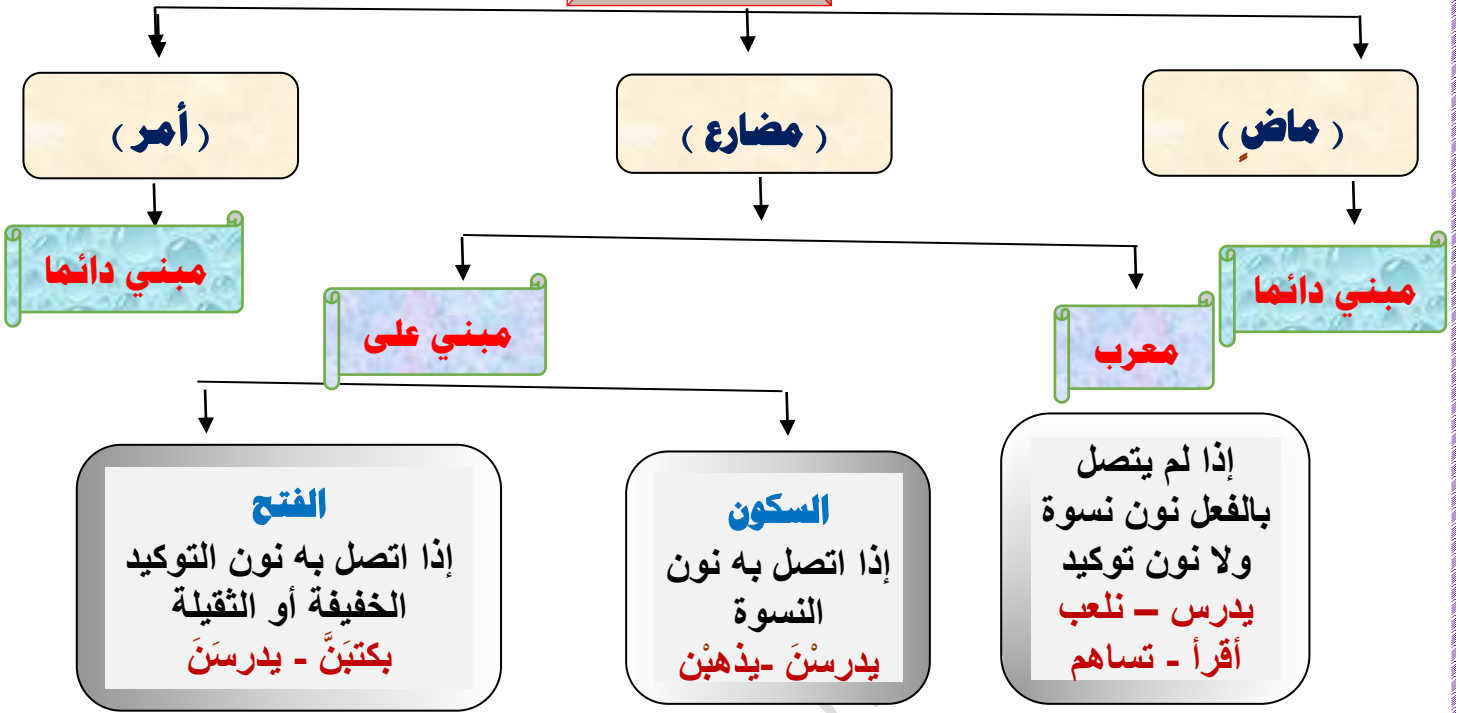 ( ماضٍ )
( مضارع )
( أمر )
مبني دائما
مبني دائما
معرب
مبني على
إذا لم يتصل
بالفعل نون نسوة
ولا نون توكيد
يدرس – نلعب
أقرأ - تساهم
السكون
إذا اتصل به نون
النسوة
يدرسْنَ -يذهبْن
الفتح
إذا اتصل به نون التوكيد
الخفيفة أو الثقيلة
بكتبَنَّ - يدرسَنَ